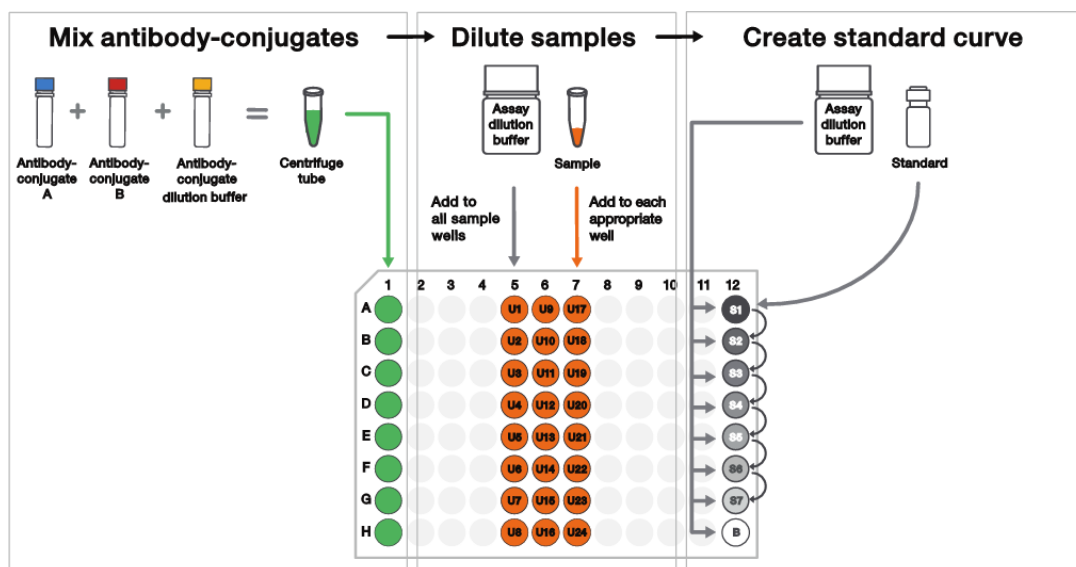 Mix antibody-conjugates
Dilute samples
Create standard curve
+
+
=
Antibody-
conjugate
A
Antibody-
conjugate
B
Antibody-
conjugate
dilution buffer
Centrifuge
tube
Assay
dilution
buffer
Sample
Assay
dilution
buffer
Standard
Add to
all sample
wells
Add to each
appropriate
well
1 2 3 4 5 6 7 8 9 10 11 12
A U1 U9 U17 S1
B U2 U10 U18 S2
C U3 U11 U19 S3
D U4 U12 U20 S4
E U5 U13 U21 S5
F U6 U14 U22 S6
G U7 U15 U23 S7
H U8 U16 U24 B